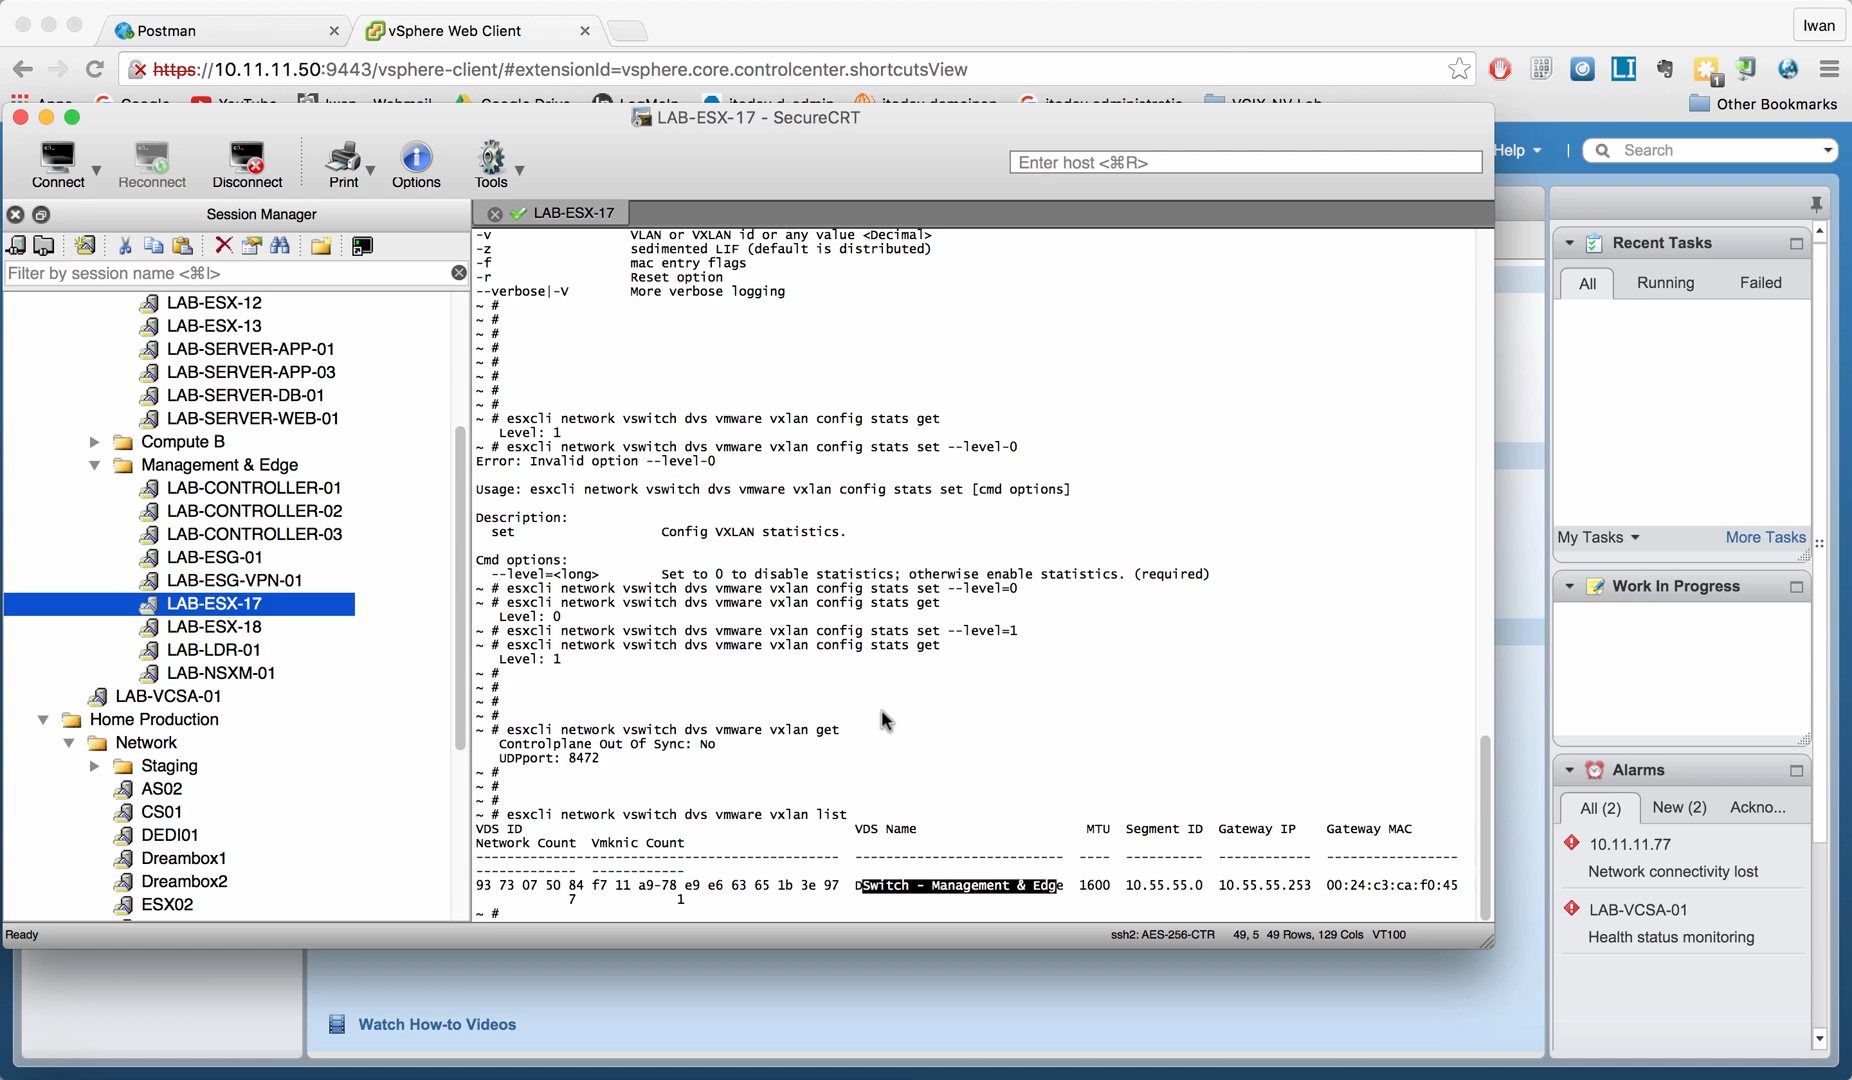 Postman
vSphere Web Client
Iwan
https://10.11.11.50:9443/vsphere-client/#extensionId=vsphere.core.controlcenter.shortcutsView
Other Bookmarks
LAB-ESX-17 - SecureCRT
Help
Search
Connect
Reconnect
Disconnect
Print
Options
Tools
Enter host <⌘R>
Session Manager
LAB-ESX-17
Filter by session name <⌘I>
LAB-ESX-12
LAB-ESX-13
LAB-SERVER-APP-01
LAB-SERVER-APP-03
LAB-SERVER-DB-01
LAB-SERVER-WEB-01
Compute B
Management & Edge
LAB-CONTROLLER-01
LAB-CONTROLLER-02
LAB-CONTROLLER-03
LAB-ESG-01
LAB-ESG-VPN-01
LAB-ESX-17
LAB-ESX-18
LAB-LDR-01
LAB-NSXM-01
LAB-VCSA-01
Home Production
Network
Staging
AS02
CS01
DEDI01
Dreambox1
Dreambox2
ESX02
-v VLAN or VXLAN id or any value <Decimal>
-z sedimented LIF (default is distributed)
-f mac entry flags
-r Reset option
--verbose|-V More verbose logging
~ #
~ #
~ #
~ #
~ #
~ #
~ #
~ #
~ # esxcli network vswitch dvs vmware vxlan config stats get
Level: 1
~ # esxcli network vswitch dvs vmware vxlan config stats set --level-0
Error: Invalid option --level-0
Usage: esxcli network vswitch dvs vmware vxlan config stats set [cmd options]
Description:
set Config VXLAN statistics.
Cmd options:
--level=<long> Set to 0 to disable statistics; otherwise enable statistics. (required)
~ # esxcli network vswitch dvs vmware vxlan config stats set --level=0
~ # esxcli network vswitch dvs vmware vxlan config stats get
Level: 0
~ # esxcli network vswitch dvs vmware vxlan config stats set --level=1
~ # esxcli network vswitch dvs vmware vxlan config stats get
Level: 1
~ #
~ #
~ #
~ #
~ # esxcli network vswitch dvs vmware vxlan get
Controlplane Out Of Sync: No
UDPport: 8472
~ #
~ #
~ #
~ # esxcli network vswitch dvs vmware vxlan list
VDS ID VDS Name MTU Segment ID Gateway IP Gateway MAC
Network Count Vmknic Count
93 73 07 50 84 f7 11 a9-78 e9 e6 63 65 1b 3e 97 DSwitch - Management & Edge 1600 10.55.55.0 10.55.55.253 00:24:c3:ca:f0:45
7 1
~ #
Ready
ssh2: AES-256-CTR 49, 5 49 Rows, 129 Cols VT100
Recent Tasks
All
Running
Failed
My Tasks
More Tasks
Work In Progress
Alarms
All (2)
New (2)
Ackno...
10.11.11.77
Network connectivity lost
LAB-VCSA-01
Health status monitoring
Watch How-to Videos